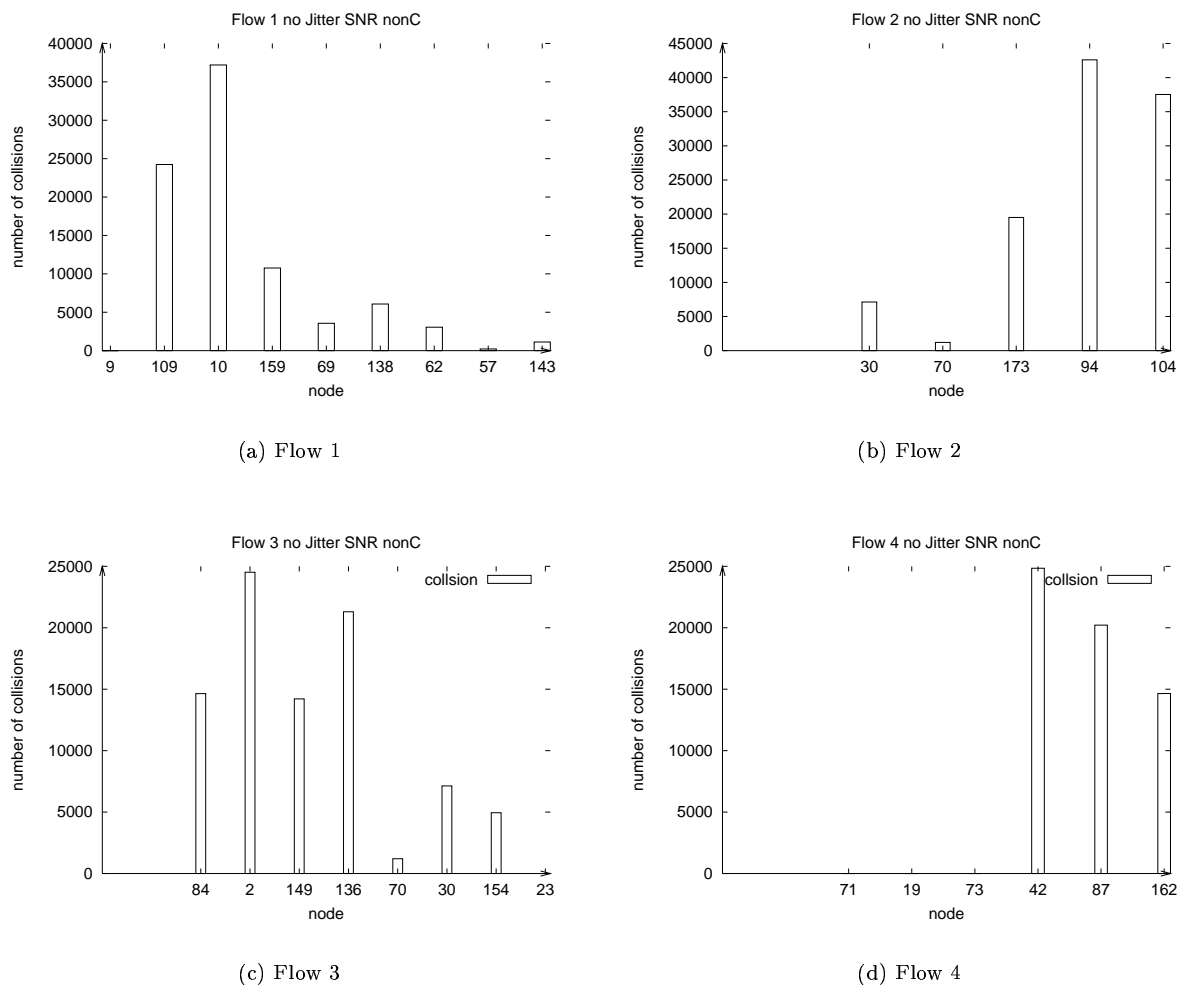 Flow 1 no Jitter SNR nonC
40000
35000
30000
25000
20000
15000
10000
5000
0
number of collisions
9 109 10 159 69 138 62 57 143
node
(a) Flow 1
Flow 2 no Jitter SNR nonC
45000
40000
35000
30000
25000
20000
15000
10000
5000
0
number of collisions
30 70 173 94 104
node
(b) Flow 2
Flow 3 no Jitter SNR nonC
collsion
25000
20000
15000
10000
5000
0
number of collisions
84 2 149 136 70 30 154 23
node
(c) Flow 3
Flow 4 no Jitter SNR nonC
collsion
25000
20000
15000
10000
5000
0
number of collisions
71 19 73 42 87 162
node
(d) Flow 4